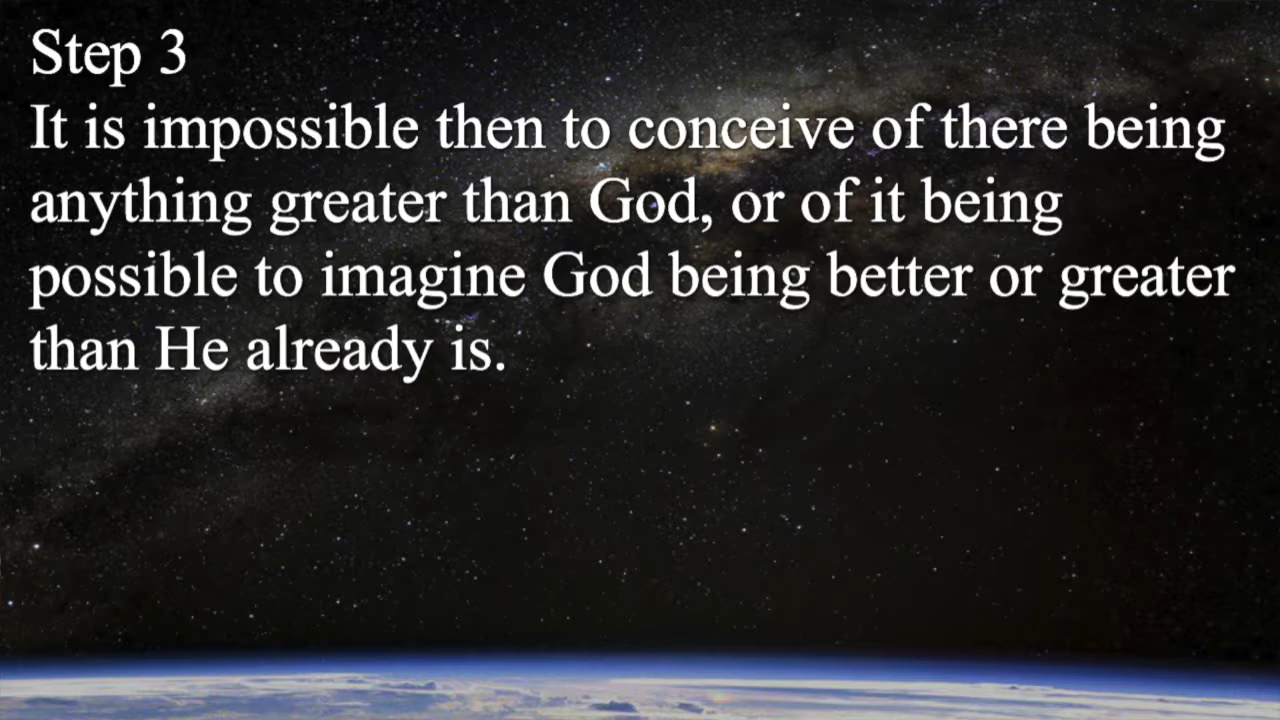 Step 3
It is impossible then to conceive of there being
anything greater than God, or of it being
possible to imagine God being better or greater
than He already is.